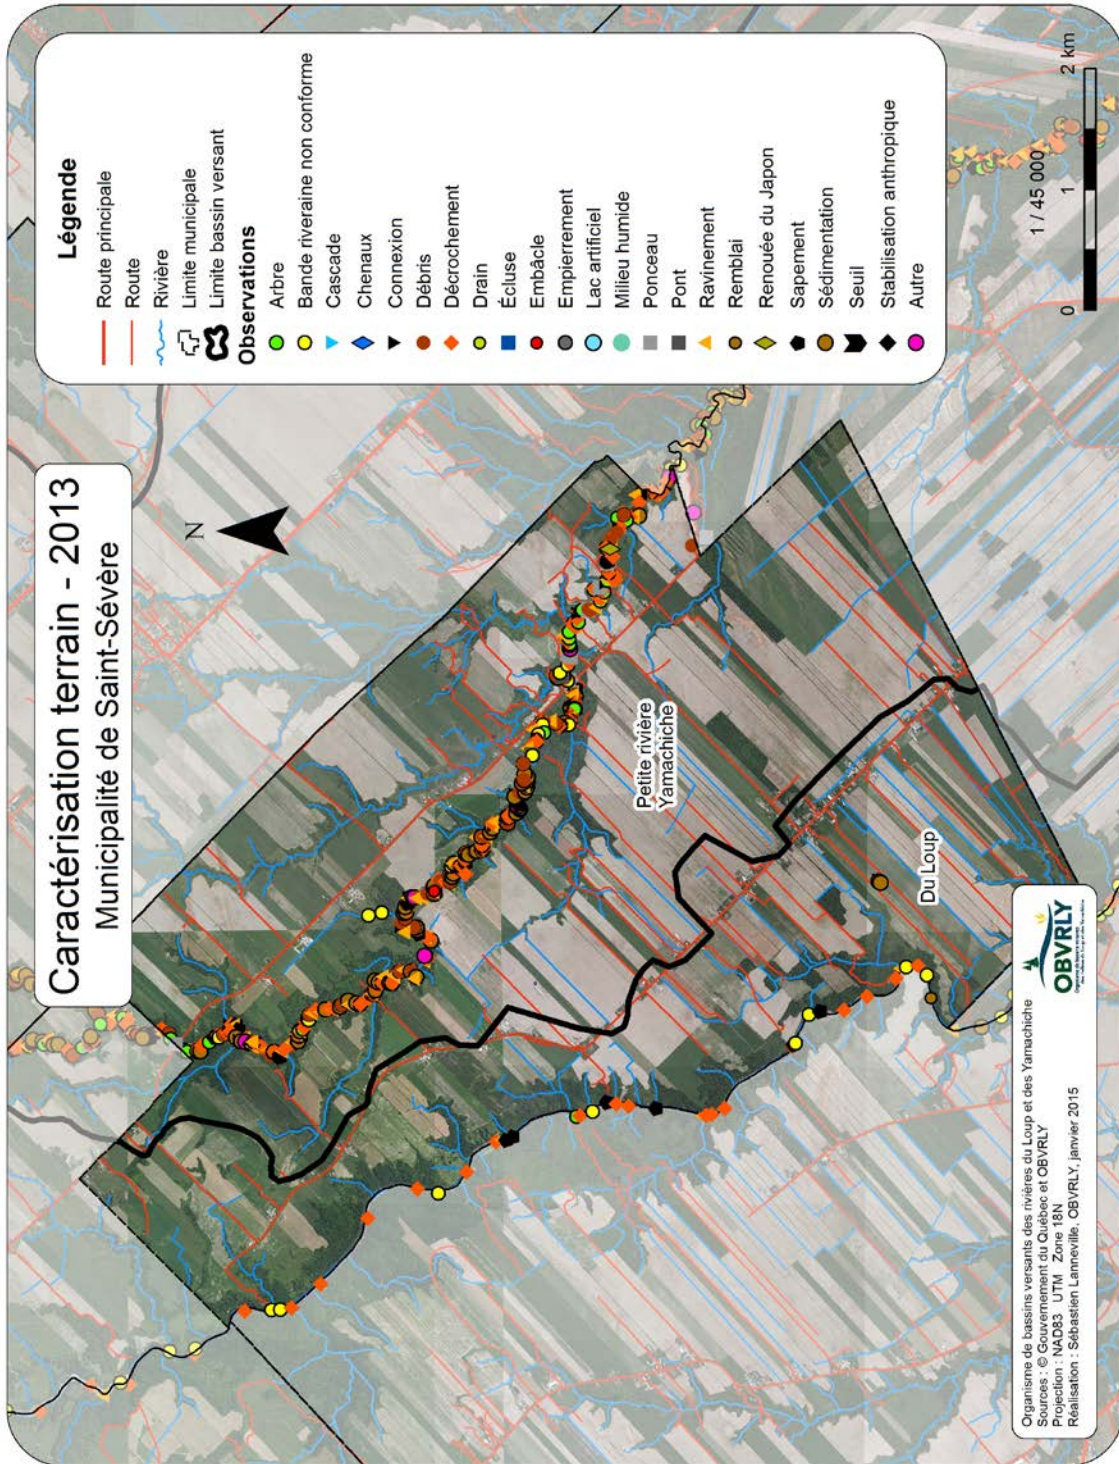 Caractérisation terrain - 2013
Municipalité de Saint-Sévère
N
Légende
Route principale
Route
Rivière
Limite municipale
Limite bassin versant
Observations
Arbre
Bande riveraine non conforme
Cascade
Chenaux
Connexion
Débris
Décrochement
Drain
Écluse
Embâcle
Empierrement
Lac artificiel
Milieu humide
Ponceau
Pont
Ravinement
Remblai
Renouée du Japon
Sapement
Sédimentation
Seuil
Stabilisation anthropique
Autre
1 / 45 000
0 1 2 km
Petite rivière
Yamachiche
Du Loup
OBVRLY
Organisme de bassins versants des rivières du Loup et des Yamachiche
Sources : © Gouvernement du Québec et OBVRLY
Projection : NAD83 UTM Zone 18N
Réalisation : Sébastien Lanneville, OBVRLY, janvier 2015